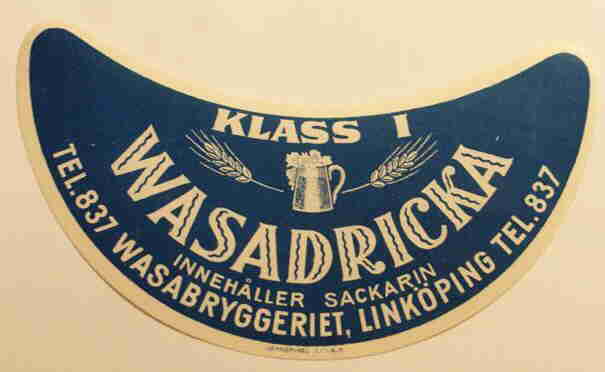 KLASS I
WASADRICKA
INNEHÅLLER SACKARIN
TEL.837 WASABRYGGERIET, LINKÖPING TEL.837